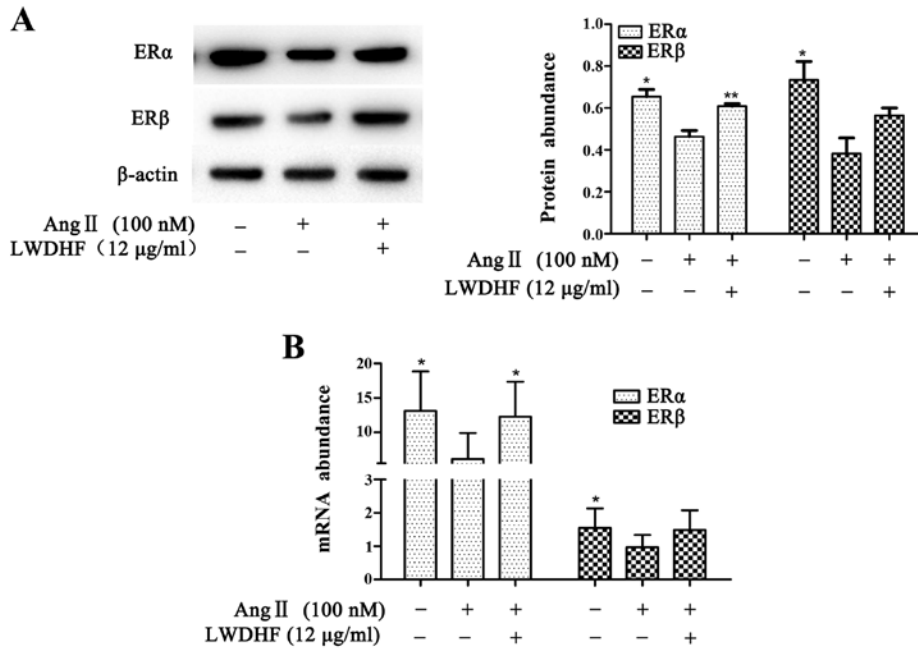 A
ERα
ERβ
β-actin
Ang Ⅱ (100 nM) – + +
LWDHF (12 μg/ml) – – +
Protein abundance
1.0
0.8
0.6
0.4
0.2
0.0
ERα
ERβ
* ** *
Ang Ⅱ (100 nM) – + + – + +
LWDHF (12 μg/ml) – – + – – +
B
mRNA abundance
20
15
10
3
2
1
0
ERα
ERβ
* * *
Ang Ⅱ (100 nM) – + + – + +
LWDHF (12 μg/ml) – – + – – +